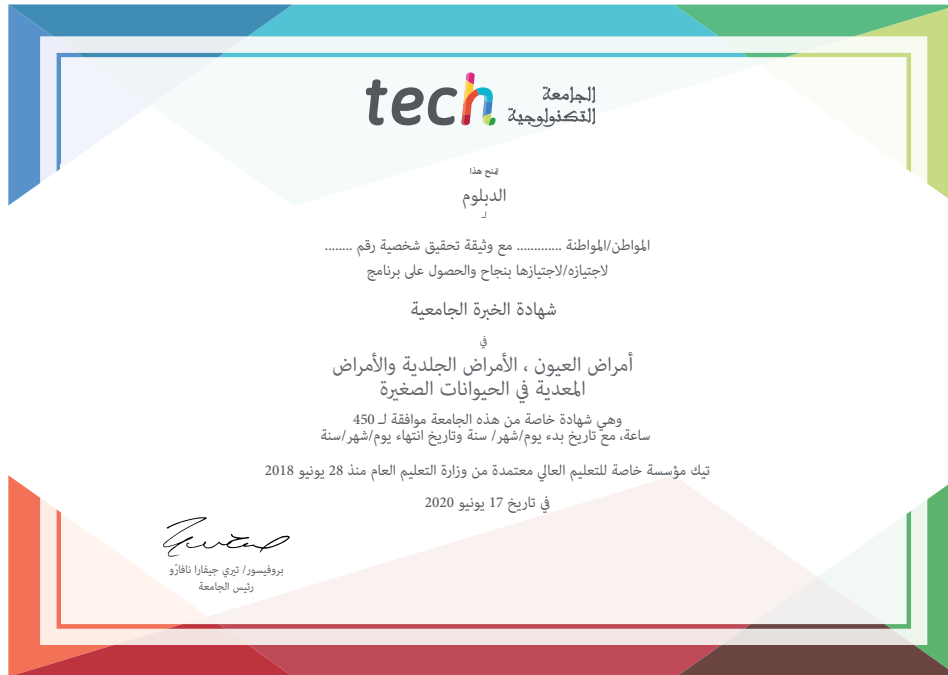 tech
الجامعة
التكنولوجية
تمنح هذا
الدبلوم
لـ
المواطن/المواطنة ............. مع وثيقة تحقيق شخصية رقم ........
لاجتيازه/لاجتيازها بنجاح والحصول على برنامج
شهادة الخبرة الجامعية
في
أمراض العيون ، الأمراض الجلدية والأمراض
المعدية في الحيوانات الصغيرة
وهي شهادة خاصة من هذه الجامعة موافقة لـ 450
ساعة، مع تاريخ بدء يوم/شهر/ سنة وتاريخ انتهاء يوم/شهر/سنة
تيك مؤسسة خاصة للتعليم العالي معتمدة من وزارة التعليم العام منذ 28 يونيو 2018
في تاريخ 17 يونيو 2020
بروفيسور/ تيري جيفارا نافارّو
رئيس الجامعة